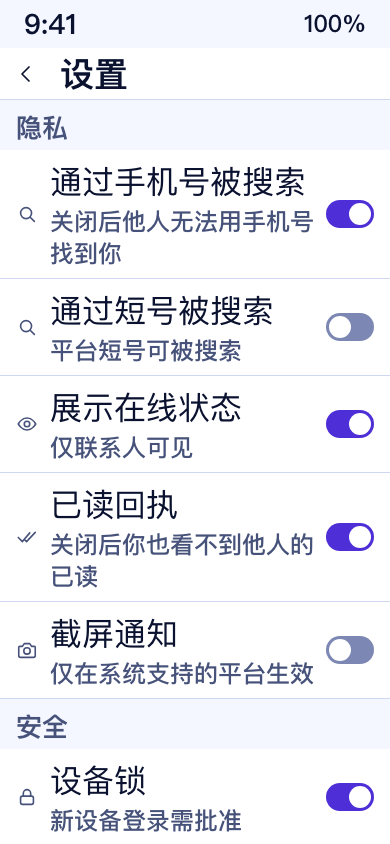 9:41 100%
设置
隐私
通过手机号被搜索
关闭后他人无法用手机号
找到你
通过短号被搜索
平台短号可被搜索
展示在线状态
仅联系人可见
已读回执
关闭后你也看不到他人的
已读
截屏通知
仅在系统支持的平台生效
安全
设备锁
新设备登录需批准